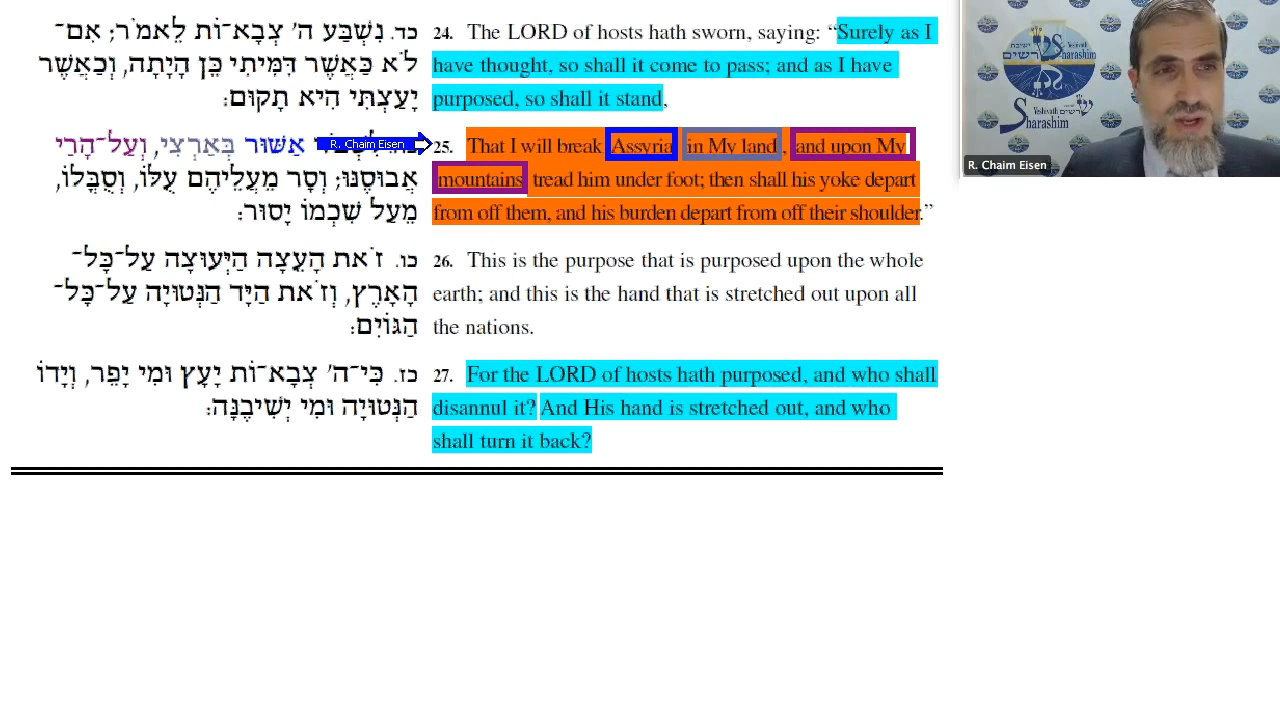 כד. נִשְׁבַּע ה' צְבָא־וֹת לֵאמֹר; אִם־
לֹא כַּאֲשֶׁר דִּמִּיתִי כֵּן הָיָתָה, וְכַאֲשֶׁר
יָעַצְתִּי הִיא תָקוּם:
24. The LORD of hosts hath sworn, saying: “Surely as I
have thought, so shall it come to pass; and as I have
purposed, so shall it stand,
אַשּׁוּר בְּאַרְצִי, וְעַל־הָרַי
אֲבוּסֶנּוּ; וְסָר מֵעֲלֵיהֶם עֻלּוֹ, וְסֻבֳּלוֹ,
מֵעַל שִׁכְמוֹ יָסוּר:
R. Chaim Eisen
25. That I will break Assyria in My land, and upon My
mountains tread him under foot; then shall his yoke depart
from off them, and his burden depart from off their shoulder.”
כו. זֹאת הָעֵצָה הַיְּעוּצָה עַל־כָּל־
הָאָרֶץ, וְזֹאת הַיָּד הַנְּטוּיָה עַל־כָּל־
הַגּוֹיִם:
26. This is the purpose that is purposed upon the whole
earth; and this is the hand that is stretched out upon all
the nations.
כז. כִּי־ה' צְבָא־וֹת יָעָץ וּמִי יָפֵר, וְיָדוֹ
הַנְּטוּיָה וּמִי יְשִׁיבֶנָּה:
27. For the LORD of hosts hath purposed, and who shall
disannul it? And His hand is stretched out, and who
shall turn it back?
Yeshivath
Sharashim
Yeshivath שרשים
Sharashim
R. Chaim Eisen